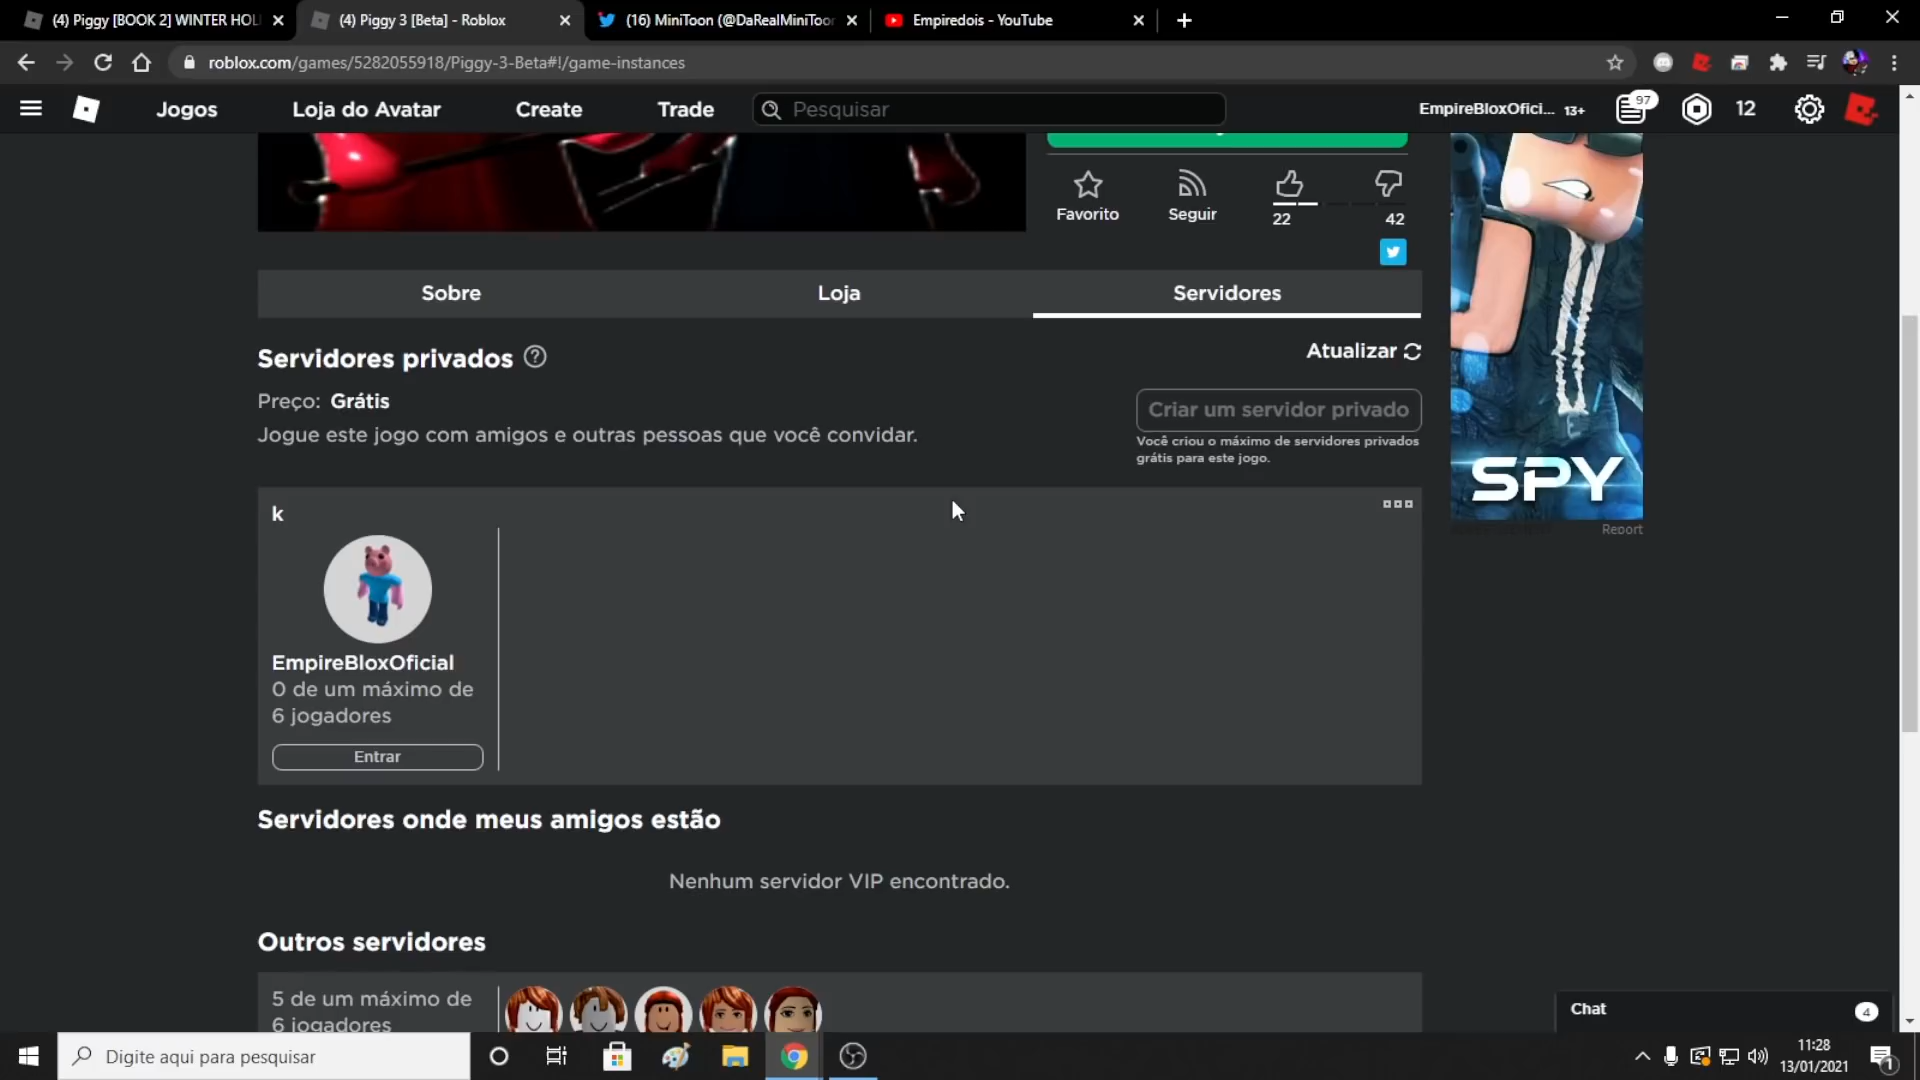 (4) Piggy [BOOK 2] WINTER HOL
(4) Piggy 3 [Beta] - Roblox
(16) MiniToon (@DaRealMiniToon
Empiredois - YouTube
roblox.com/games/5282055918/Piggy-3-Beta#!/game-instances
Jogos
Loja do Avatar
Create
Trade
Pesquisar
EmpireBloxOfici... 13+
97
12
Favorito
Seguir
22
42
Sobre
Loja
Servidores
Servidores privados
Atualizar
Preço: Grátis
Criar um servidor privado
Jogue este jogo com amigos e outras pessoas que você convidar.
Você criou o máximo de servidores privados
grátis para este jogo.
SPY
Report
k
EmpireBloxOficial
0 de um máximo de
6 jogadores
Entrar
Servidores onde meus amigos estão
Nenhum servidor VIP encontrado.
Outros servidores
5 de um máximo de
6 jogadores
Chat
4
Digite aqui para pesquisar
11:28
13/01/2021
1